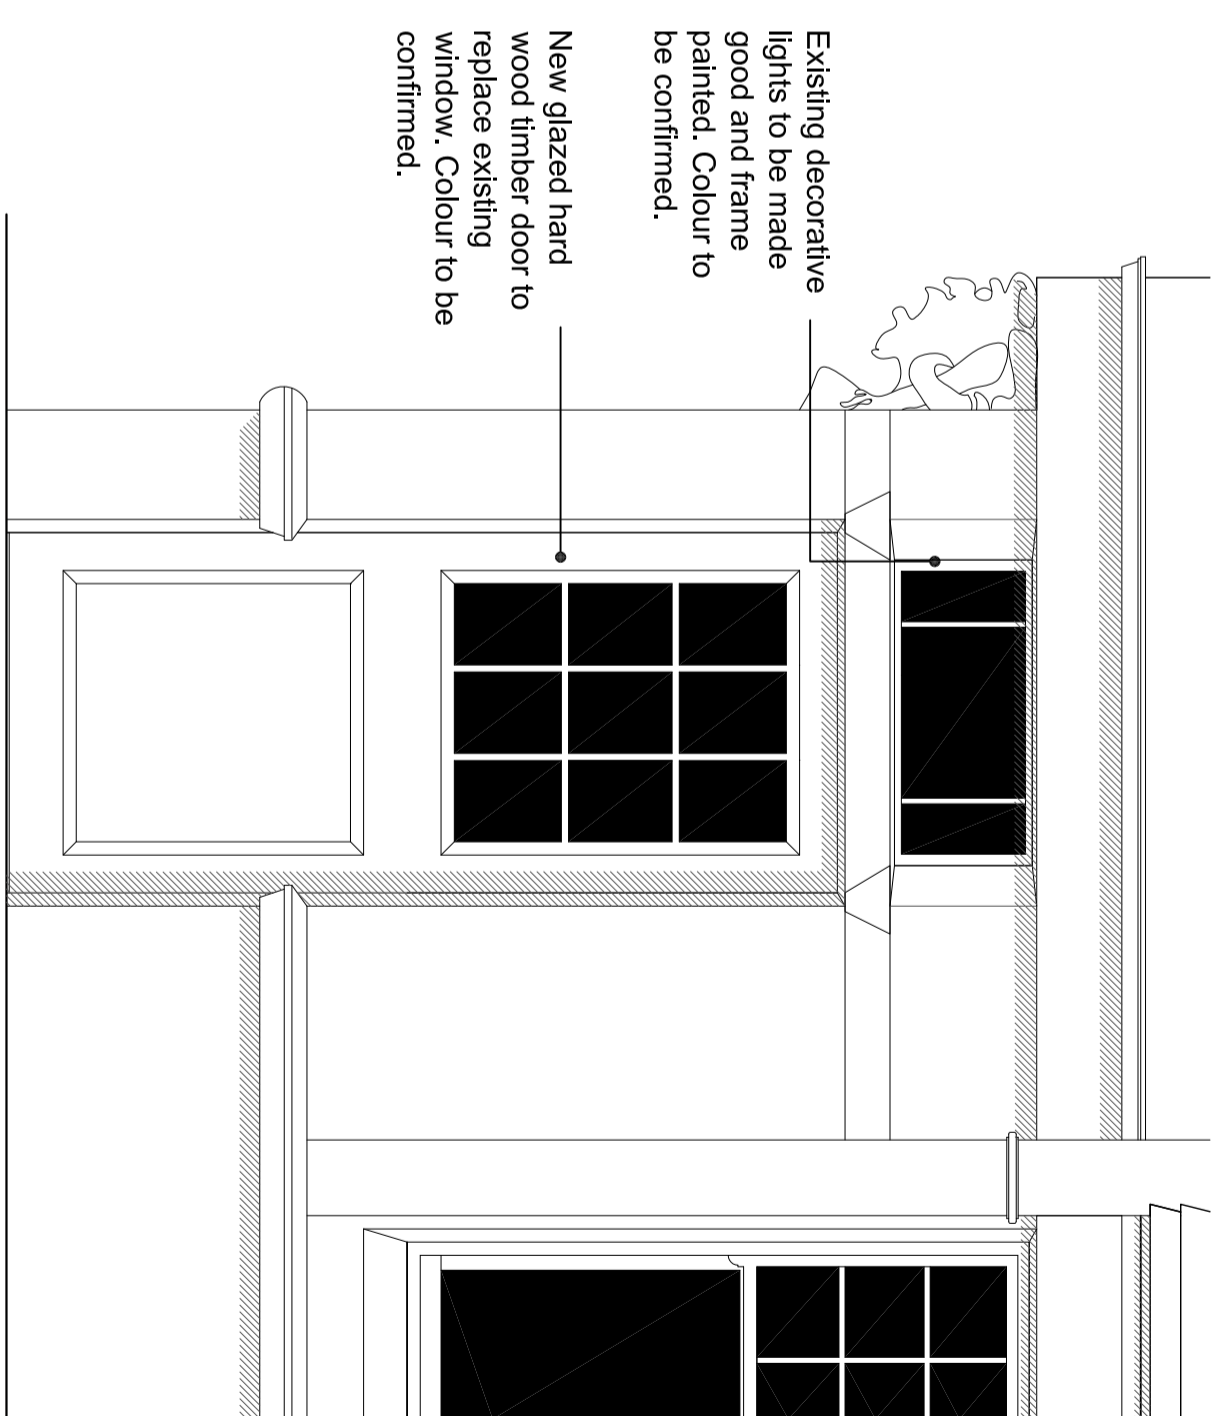 Existing decorative
lights to be made
good and frame
painted. Colour to
be confirmed.
New glazed hard
wood timber door to
replace existing
window. Colour to be
confirmed.